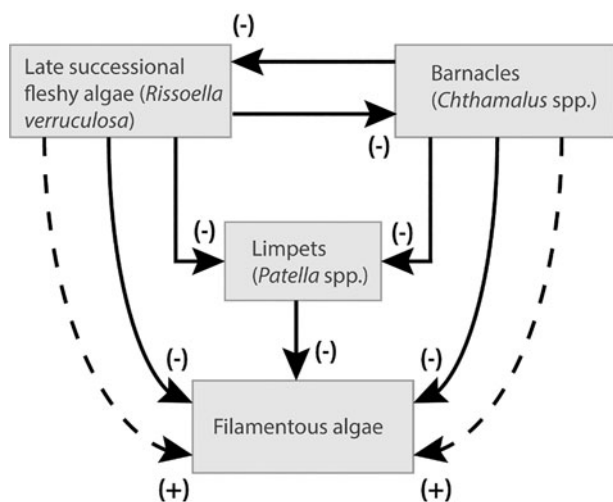 (-)
Late successional
fleshy algae (Rissoella
verruculosa)
Barnacles
(Chthamalus spp.)
(-)
(-)
(-)
Limpets
(Patella spp.)
(-)
(-)
(-)
Filamentous algae
(+)
(+)